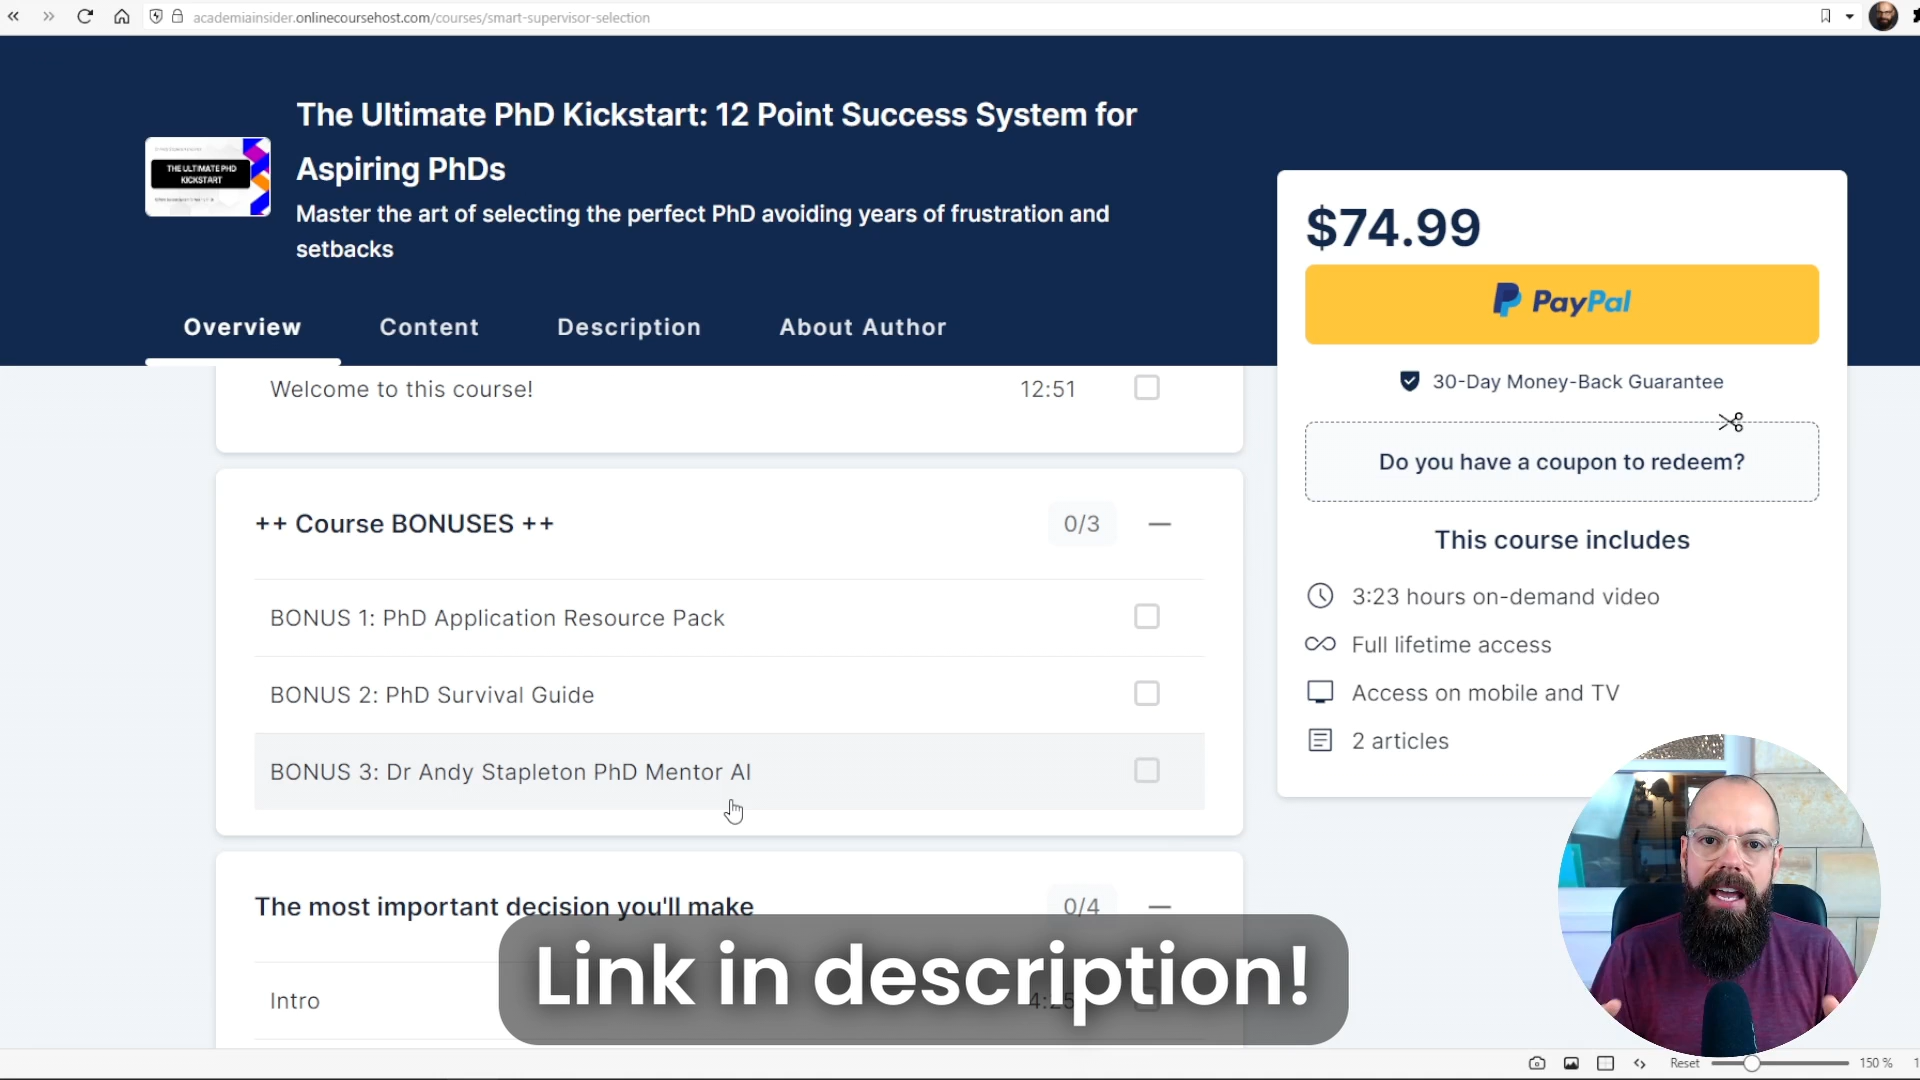 academiainsider.onlinecoursehost.com/courses/smart-supervisor-selection
The Ultimate PhD Kickstart: 12 Point Success System for
Aspiring PhDs
THE ULTIMATE PHD
KICKSTART
Master the art of selecting the perfect PhD avoiding years of frustration and
setbacks
Overview
Content
Description
About Author
Welcome to this course!
12:51
++ Course BONUSES ++
0/3
BONUS 1: PhD Application Resource Pack
BONUS 2: PhD Survival Guide
BONUS 3: Dr Andy Stapleton PhD Mentor AI
The most important decision you'll make
0/4
Intro
4:25
$74.99
PayPal
30-Day Money-Back Guarantee
Do you have a coupon to redeem?
This course includes
3:23 hours on-demand video
Full lifetime access
Access on mobile and TV
2 articles
Link in description!
Reset
150 %